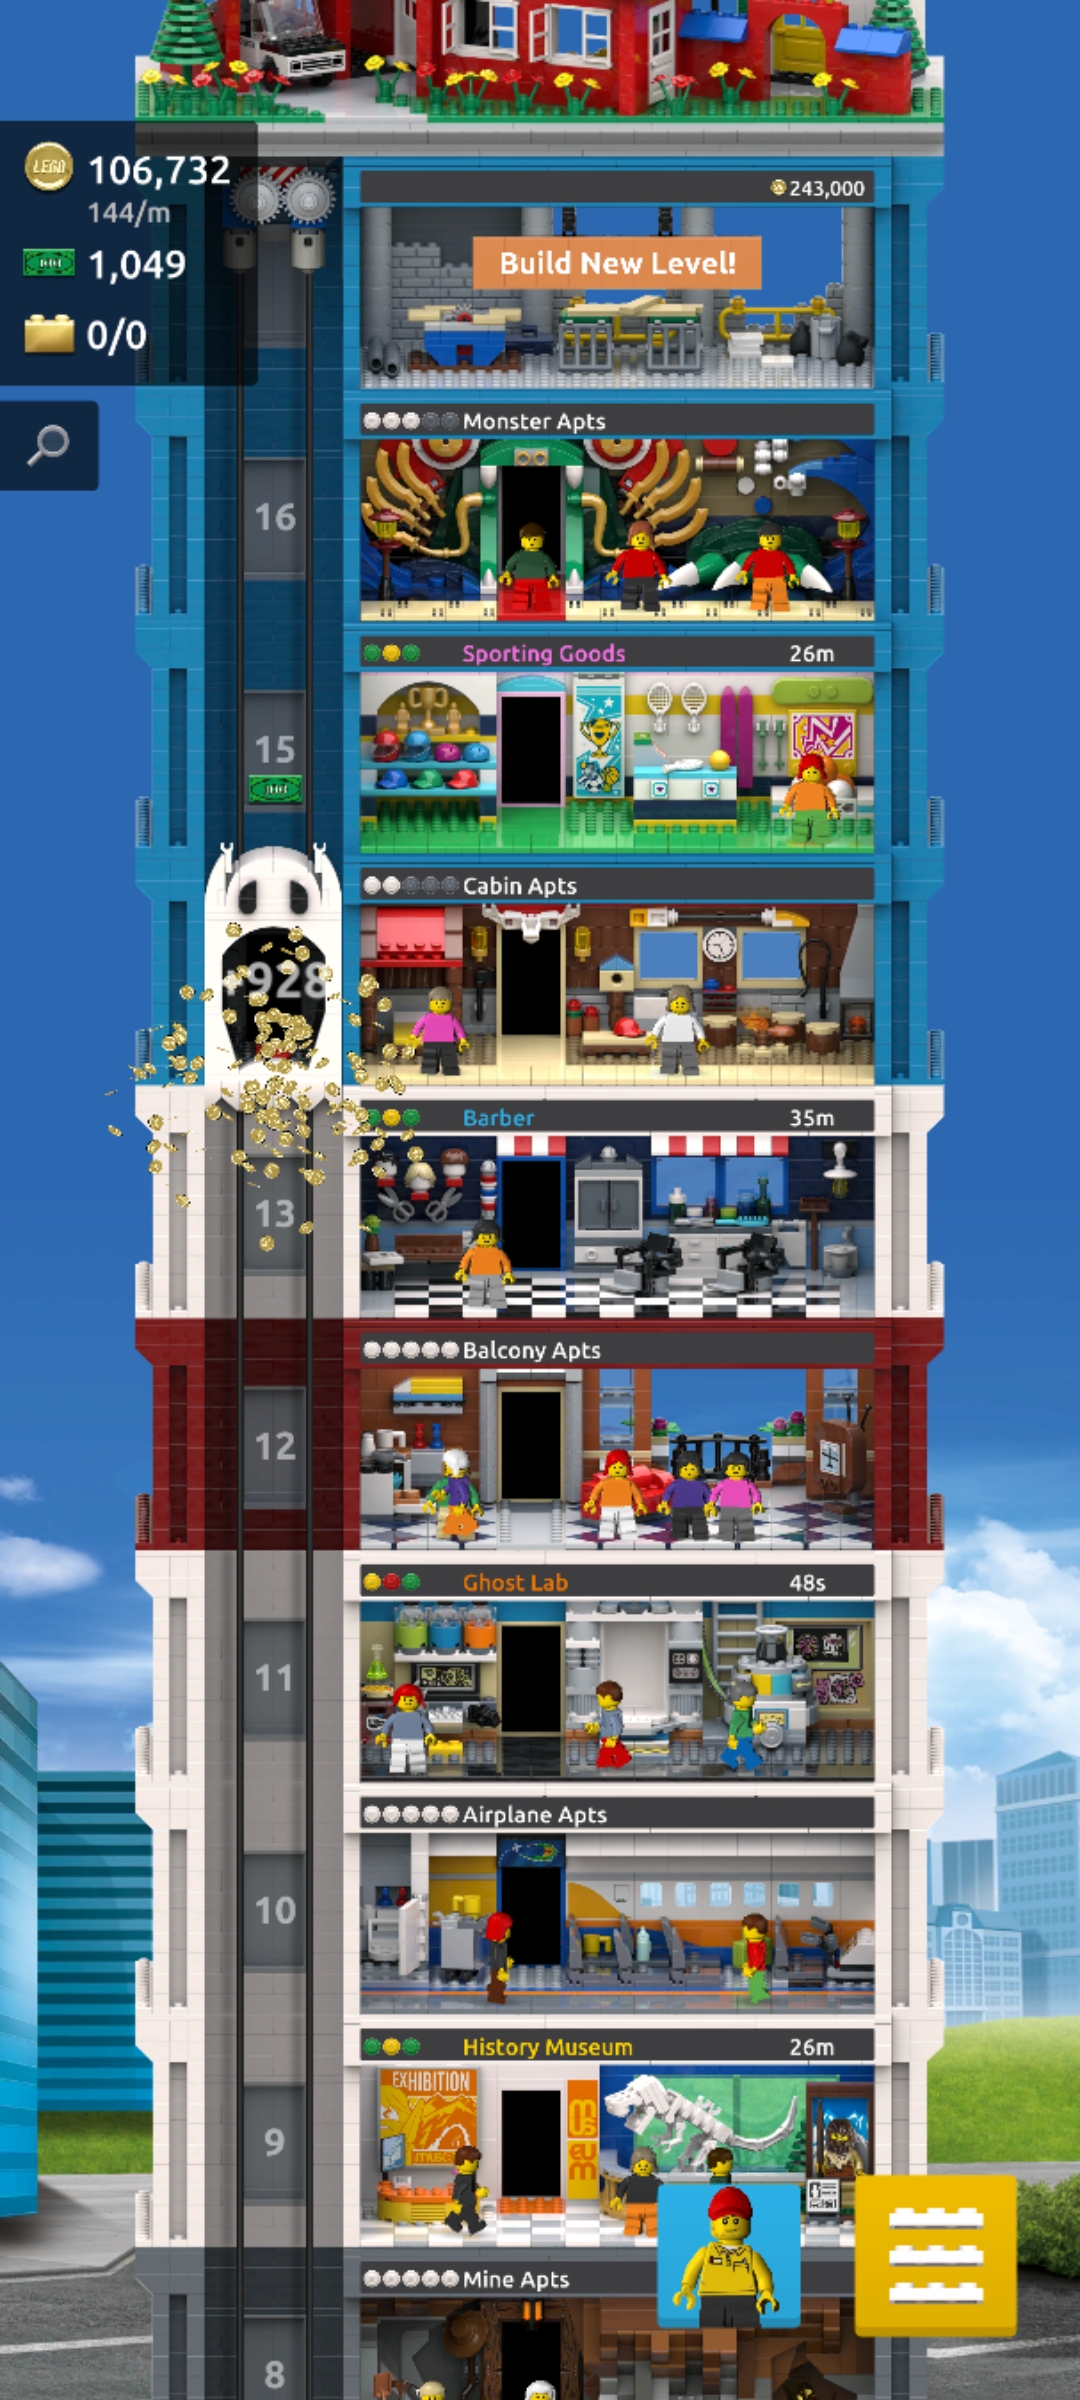 LEGO 106,732
144/m
1,049
0/0
243,000
Build New Level!
Monster Apts
16
Sporting Goods 26m
15
Cabin Apts
+928
Barber 35m
13
Balcony Apts
12
Ghost Lab 48s
11
Airplane Apts
10
History Museum 26m
EXHIBITION
MUSEUM
9
Mine Apts
8